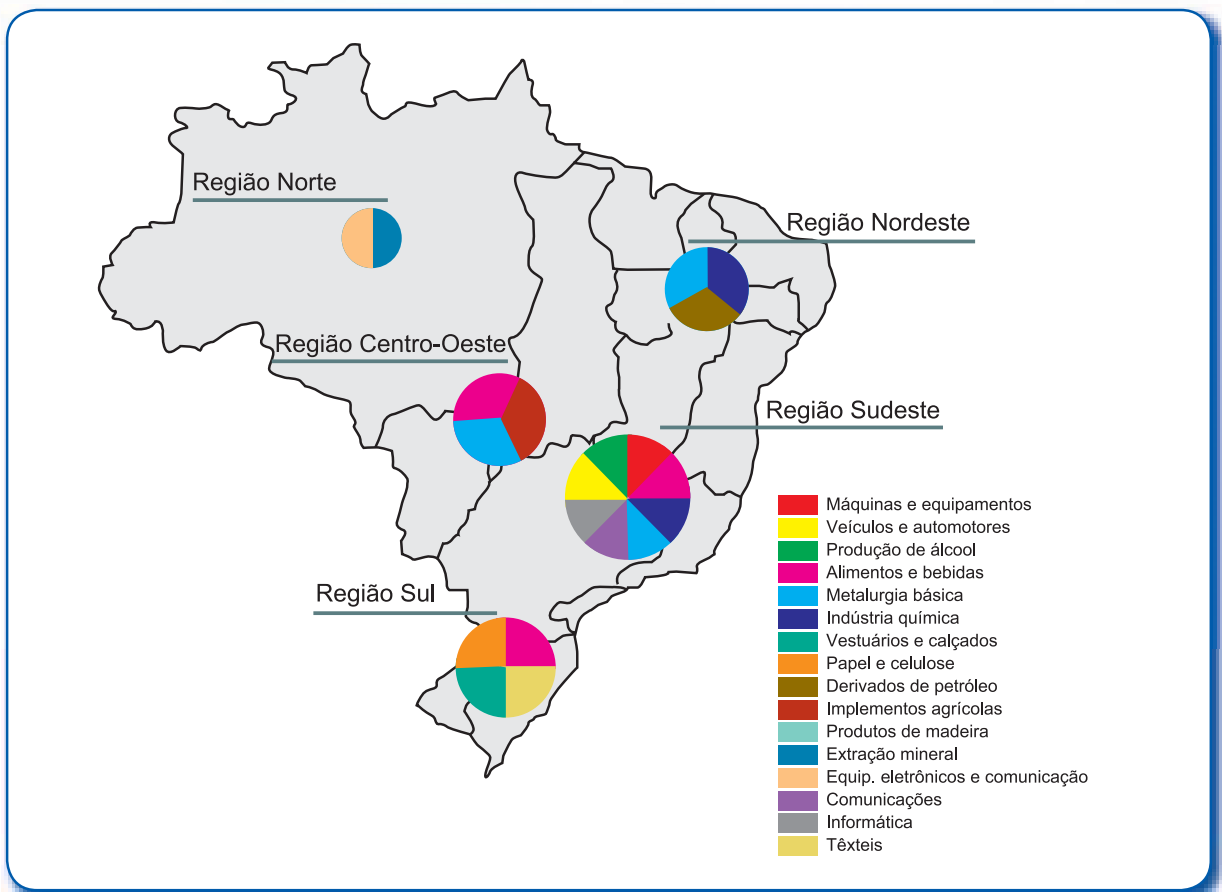 Região Norte
Região Nordeste
Região Centro-Oeste
Região Sudeste
Região Sul
Máquinas e equipamentos
Veículos e automotores
Produção de álcool
Alimentos e bebidas
Metalurgia básica
Indústria química
Vestuários e calçados
Papel e celulose
Derivados de petróleo
Implementos agrícolas
Produtos de madeira
Extração mineral
Equip. eletrônicos e comunicação
Comunicações
Informática
Têxteis